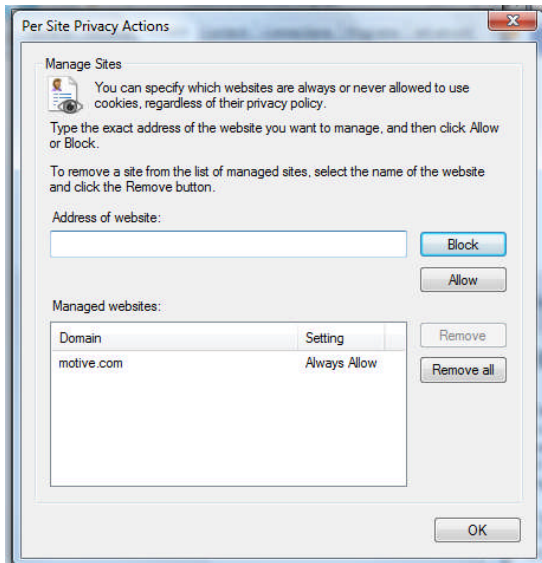 Per Site Privacy Actions
Manage Sites
You can specify which websites are always or never allowed to use
cookies, regardless of their privacy policy.
Type the exact address of the website you want to manage, and then click Allow
or Block.
To remove a site from the list of managed sites, select the name of the website
and click the Remove button.
Address of website:
Block
Allow
Managed websites:
Domain Setting
Remove
motive.com Always Allow
Remove all
OK